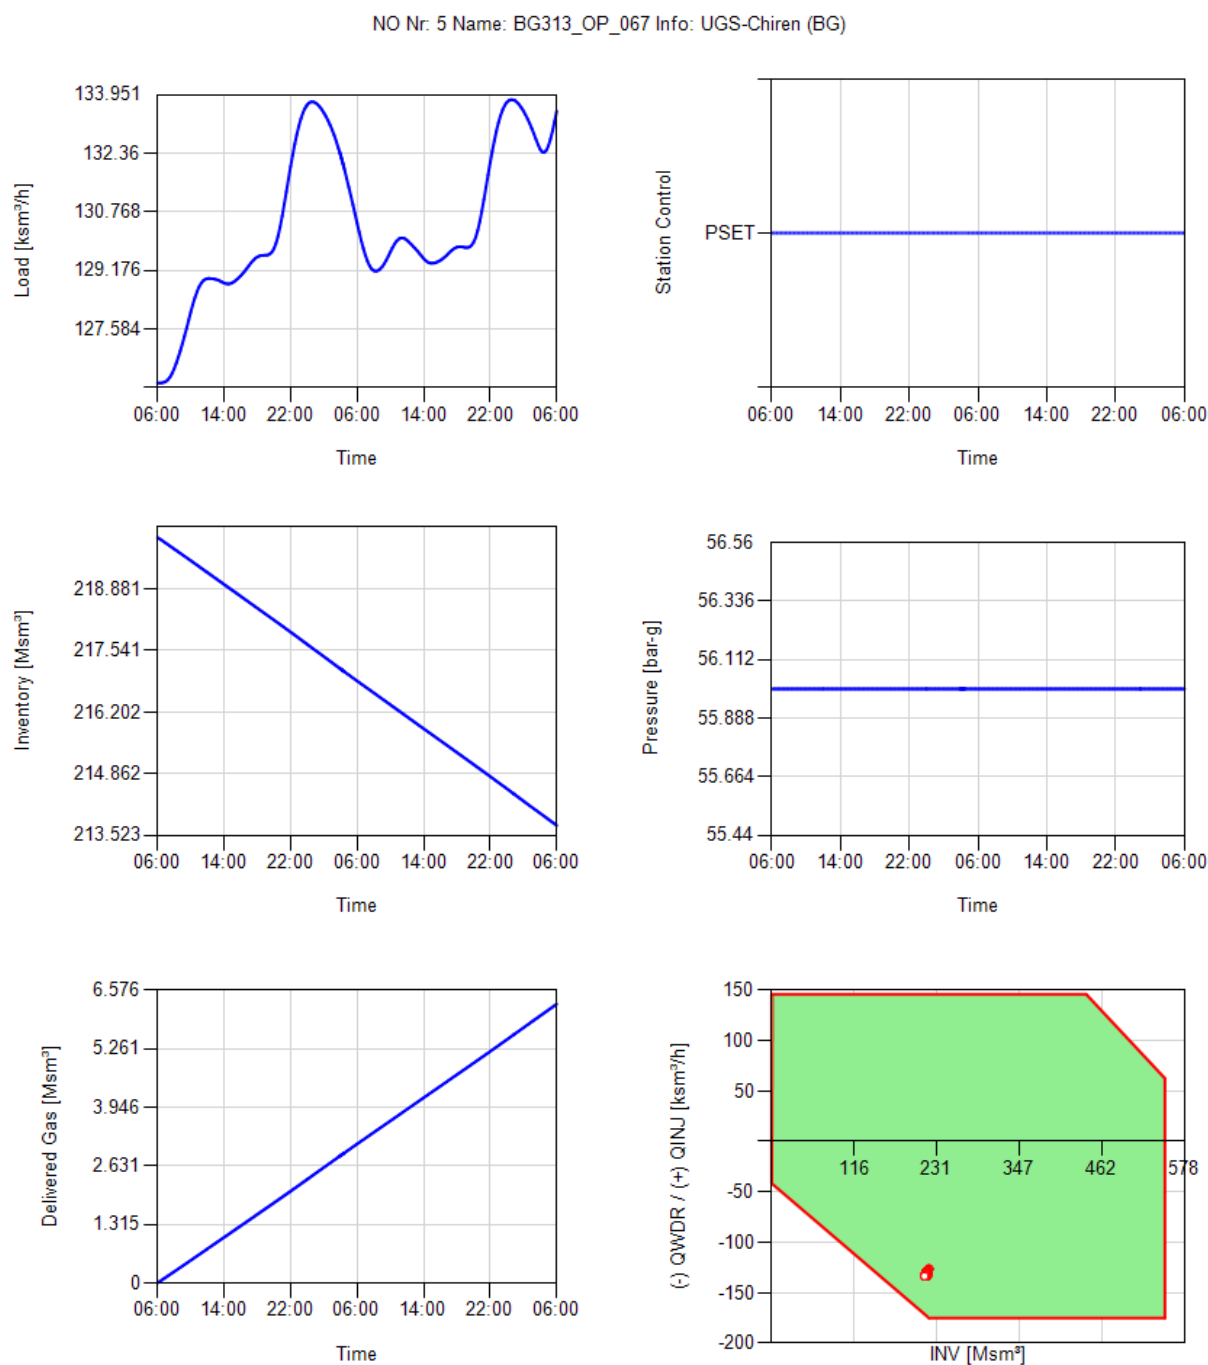 NO Nr: 5 Name: BG313_OP_067 Info: UGS-Chiren (BG)
Load [ksm³/h]
133.951
132.36
130.768
129.176
127.584
06:00 14:00 22:00 06:00 14:00 22:00 06:00
Time
Station Control
PSET
06:00 14:00 22:00 06:00 14:00 22:00 06:00
Time
Inventory [Msm³]
218.881
217.541
216.202
214.862
213.523
06:00 14:00 22:00 06:00 14:00 22:00 06:00
Time
Pressure [bar-g]
56.56
56.336
56.112
55.888
55.664
55.44
06:00 14:00 22:00 06:00 14:00 22:00 06:00
Time
Delivered Gas [Msm³]
6.576
5.261
3.946
2.631
1.315
0
06:00 14:00 22:00 06:00 14:00 22:00 06:00
Time
(-) QWDR / (+) QINJ [ksm³/h]
150
100
50
116 231 347 462 578
-50
-100
-150
-200
INV [Msm³]